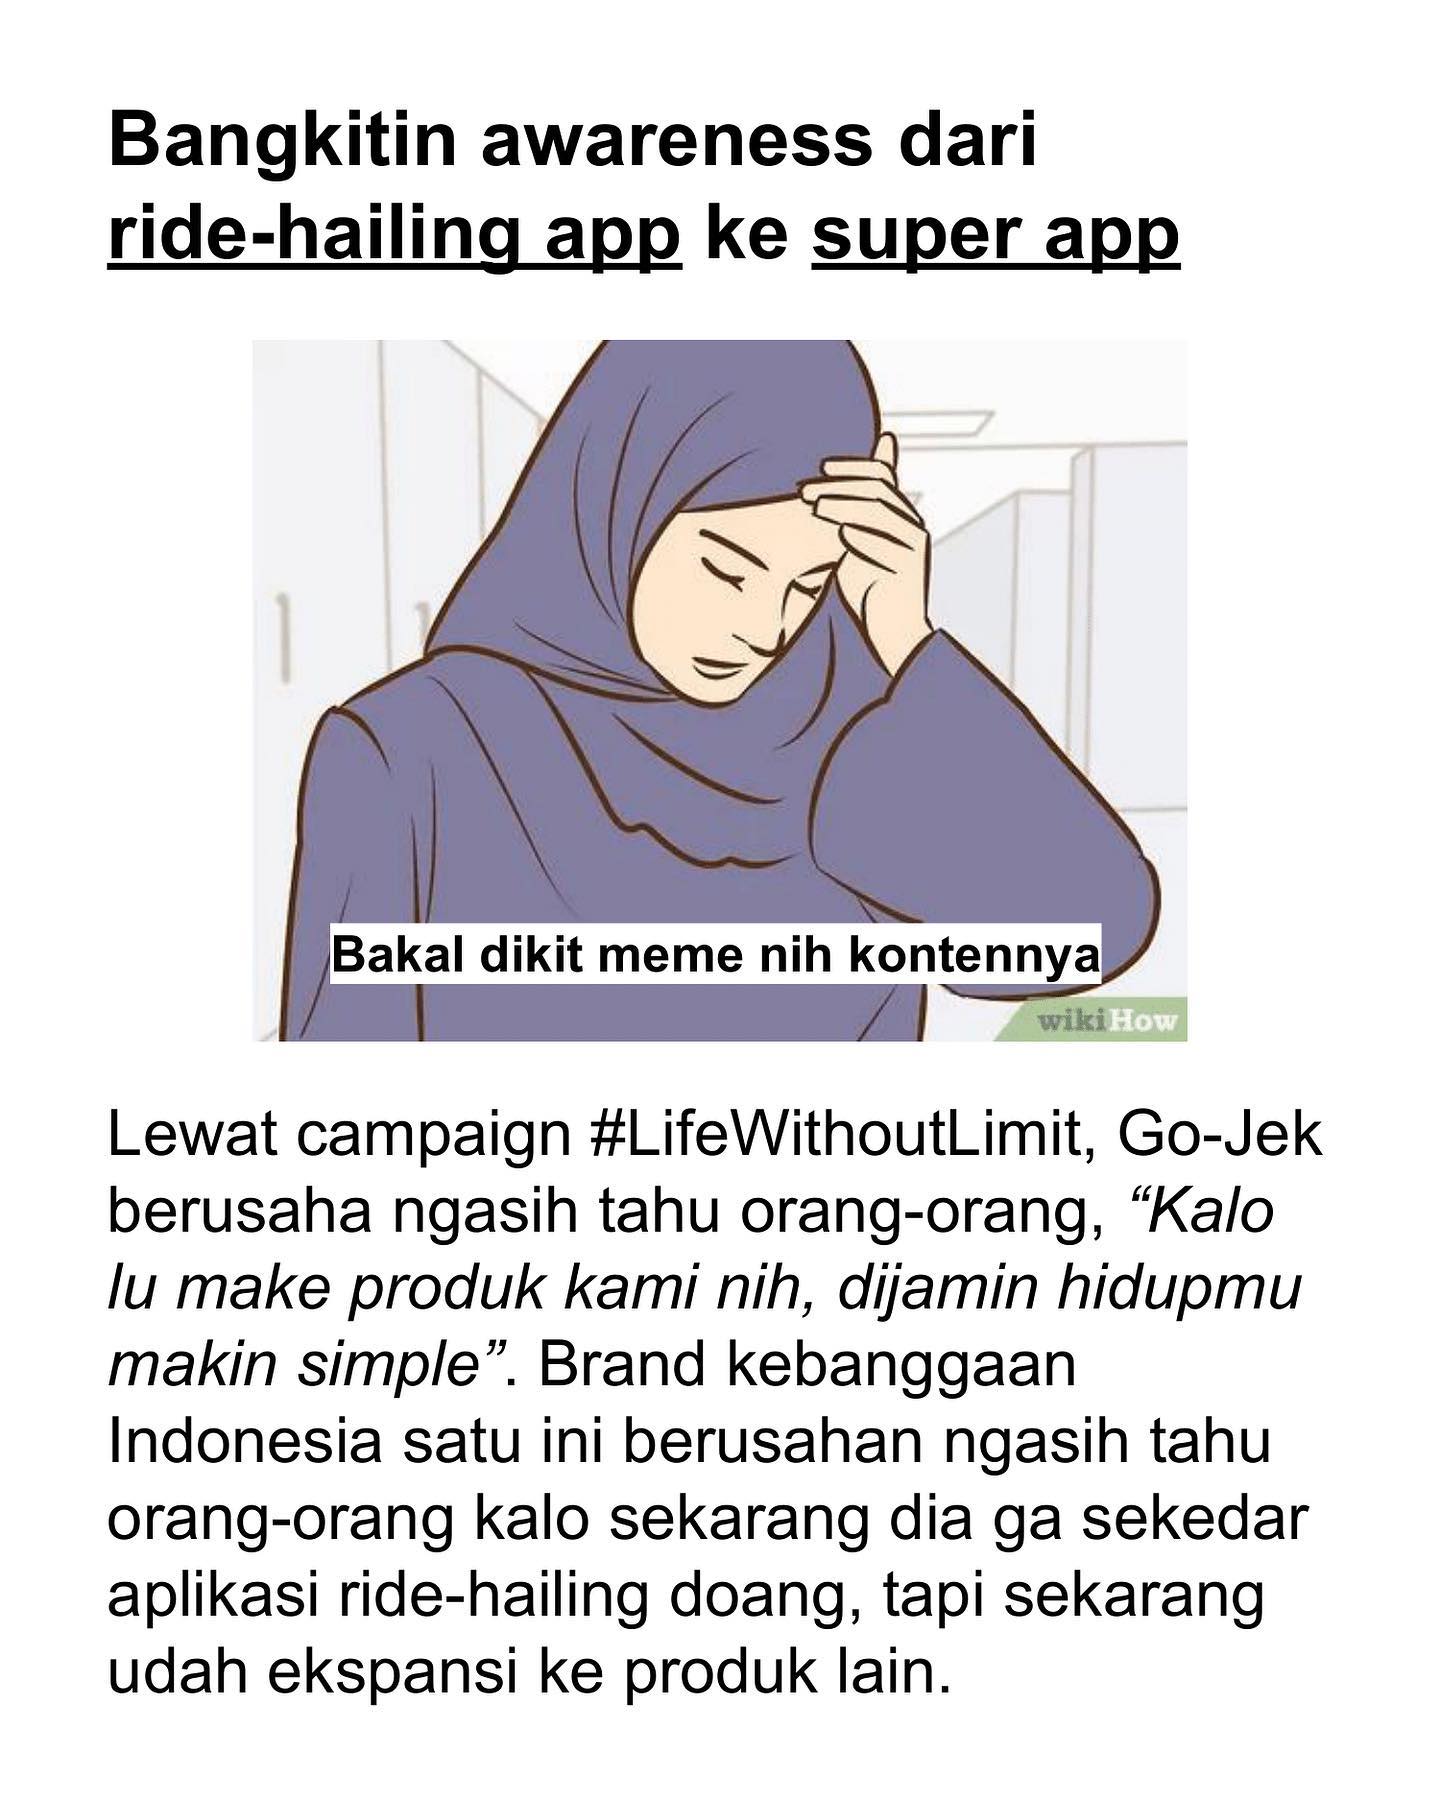 Bangkitin awareness dari
ride-hailing app ke super app
Bakal dikit meme nih kontennya
wikiHow
Lewat campaign #LifeWithoutLimit, Go-Jek
berusaha ngasih tahu orang-orang, “Kalo
lu make produk kami nih, dijamin hidupmu
makin simple”. Brand kebanggaan
Indonesia satu ini berusahan ngasih tahu
orang-orang kalo sekarang dia ga sekedar
aplikasi ride-hailing doang, tapi sekarang
udah ekspansi ke produk lain.